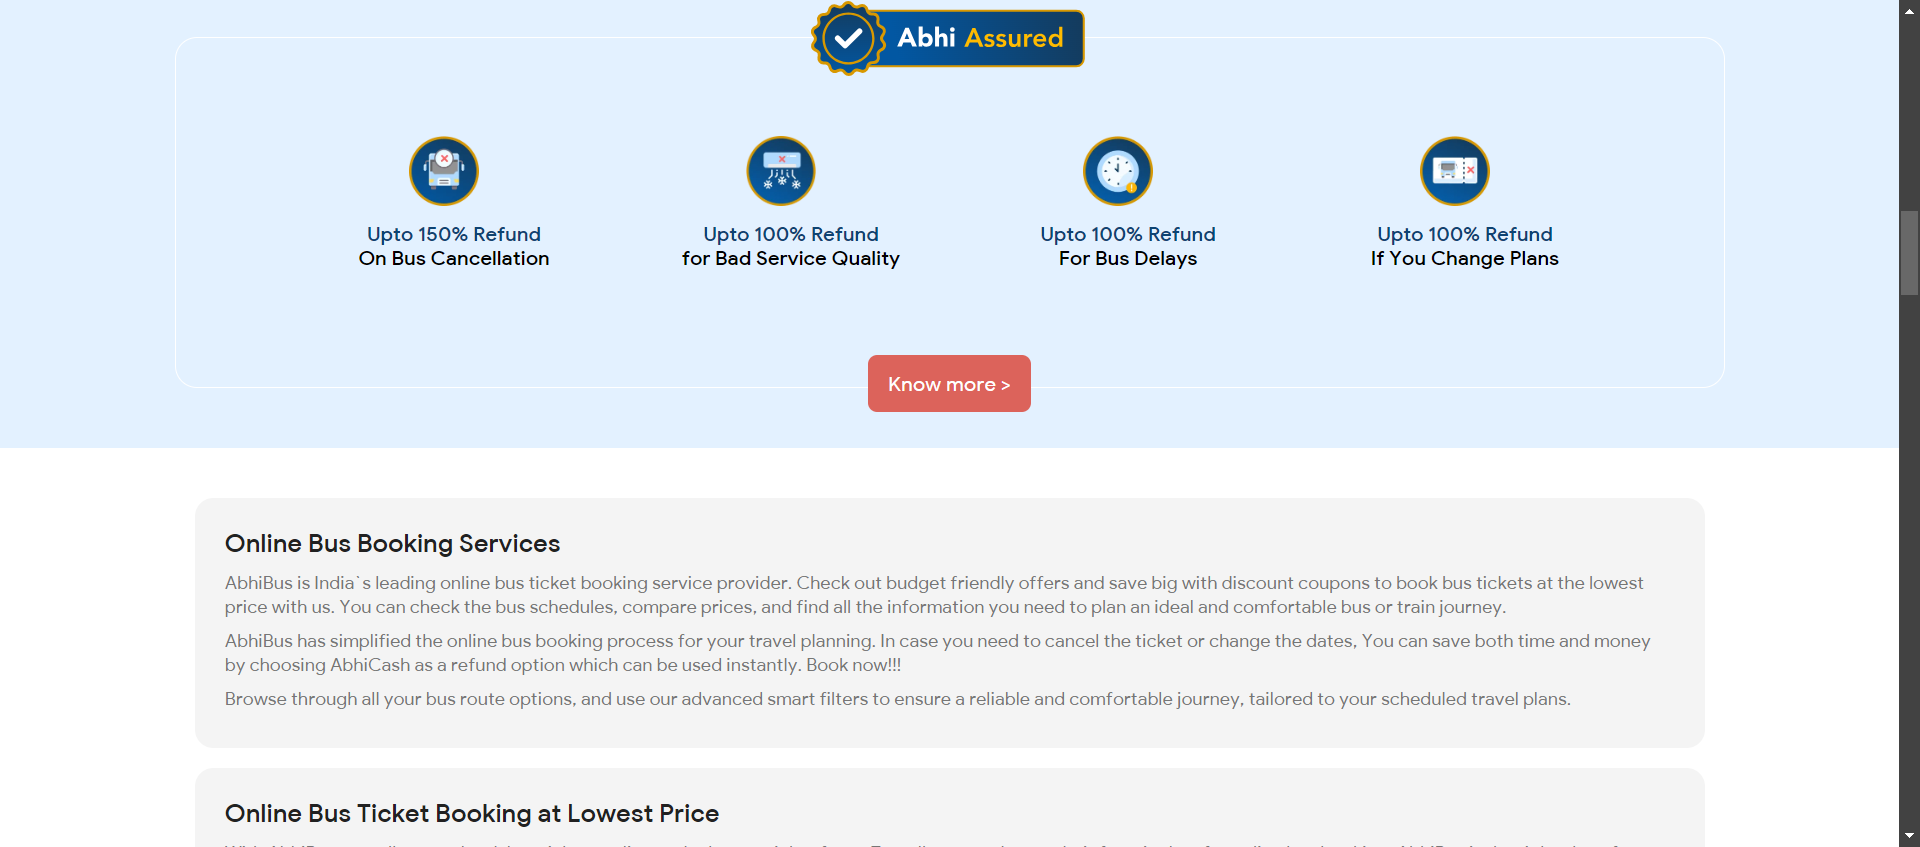 Abhi Assured
Upto 150% Refund
On Bus Cancellation
Upto 100% Refund
for Bad Service Quality
Upto 100% Refund
For Bus Delays
Upto 100% Refund
If You Change Plans
Know more >
Online Bus Booking Services
AbhiBus is India`s leading online bus ticket booking service provider. Check out budget friendly offers and save big with discount coupons to book bus tickets at the lowest
price with us. You can check the bus schedules, compare prices, and find all the information you need to plan an ideal and comfortable bus or train journey.
AbhiBus has simplified the online bus booking process for your travel planning. In case you need to cancel the ticket or change the dates, You can save both time and money
by choosing AbhiCash as a refund option which can be used instantly. Book now!!!
Browse through all your bus route options, and use our advanced smart filters to ensure a reliable and comfortable journey, tailored to your scheduled travel plans.
Online Bus Ticket Booking at Lowest Price